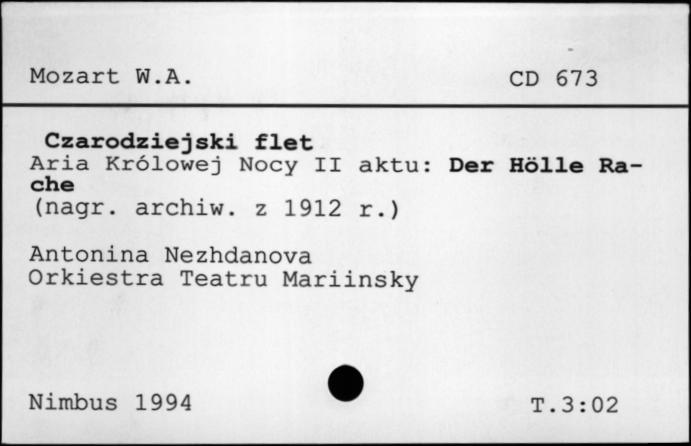 Mozart W.A.
CD 673
Czarodziejski flet
Aria Królowej Nocy II aktu: Der Hölle Ra-
che
(nagr. archiw. z 1912 r.)
Antonina Nezhdanova
Orkiestra Teatru Mariinsky
Nimbus 1994
T.3:02